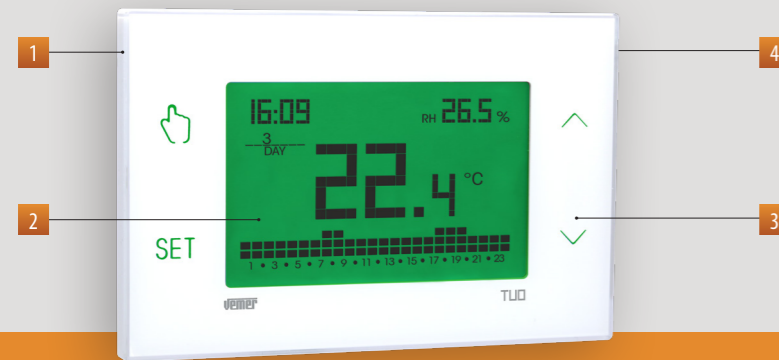 1
4
16:09
RH 26.5 %
3
DAY
22.4 °C
2
3
SET
1 • 3 • 5 • 7 • 9 • 11 • 13 • 15 • 17 • 19 • 21 • 23
vemer
TUO